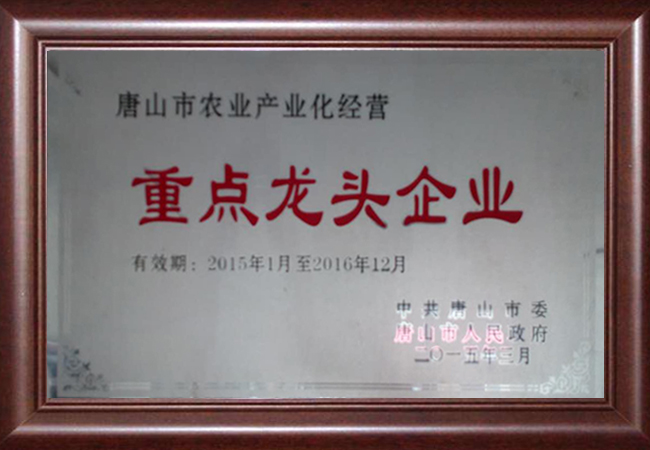 唐山市农业产业化经营
重点龙头企业
有效期：2015年1月至2016年12月
中共唐山市委
唐山市人民政府
二〇一五年三月